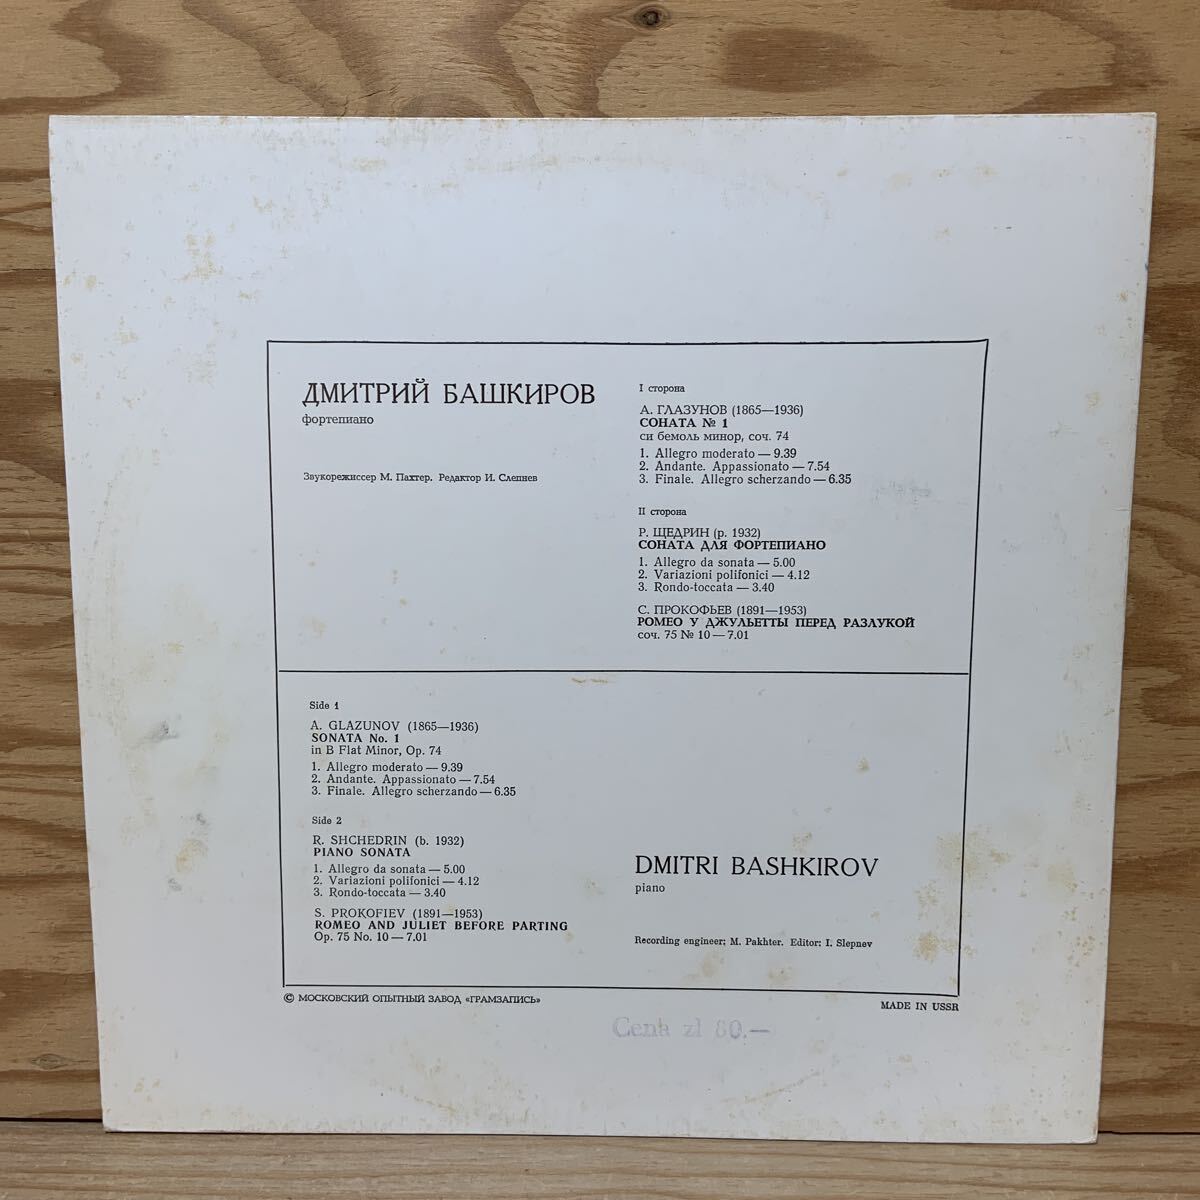 ДМИТРИЙ БАШКИРОВ
фортепиано
Звукорежиссер М. Пахтер. Редактор И. Слепнев
I сторона
А. ГЛАЗУНОВ (1865—1936)
СОНАТА № 1
си бемоль минор, соч. 74
1. Allegro moderato — 9.39
2. Andante. Appassionato — 7.54
3. Finale. Allegro scherzando — 6.35
II сторона
Р. ЩЕДРИН (р. 1932)
СОНАТА ДЛЯ ФОРТЕПИАНО
1. Allegro da sonata — 5.00
2. Variazioni polifonici — 4.12
3. Rondo-toccata — 3.40
С. ПРОКОФЬЕВ (1891—1953)
РОМЕО У ДЖУЛЬЕТТЫ ПЕРЕД РАЗЛУКОЙ
соч. 75 № 10 — 7.01
Side 1
A. GLAZUNOV (1865—1936)
SONATA No. 1
in B Flat Minor, Op. 74
1. Allegro moderato — 9.39
2. Andante. Appassionato — 7.54
3. Finale. Allegro scherzando — 6.35
Side 2
R. SHCHEDRIN (b. 1932)
PIANO SONATA
1. Allegro da sonata — 5.00
2. Variazioni polifonici — 4.12
3. Rondo-toccata — 3.40
S. PROKOFIEV (1891—1953)
ROMEO AND JULIET BEFORE PARTING
Op. 75 No. 10 — 7.01
DMITRI BASHKIROV
piano
Recording engineer: M. Pakhter. Editor: I. Slepnev
© МОСКОВСКИЙ ОПЫТНЫЙ ЗАВОД «ГРАМЗАПИСЬ»
MADE IN USSR
Cena zł 80.—